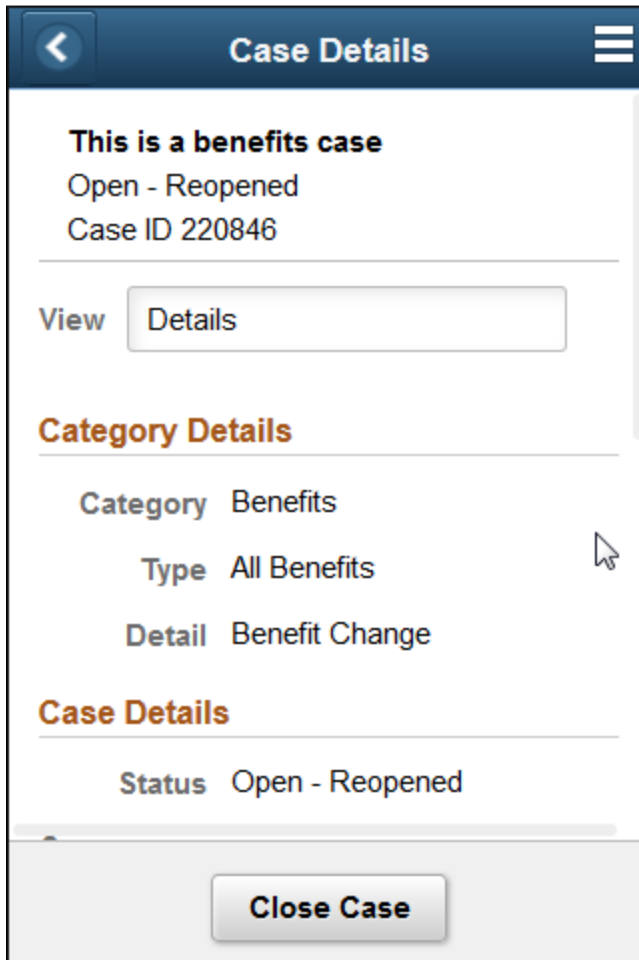 Case Details
This is a benefits case
Open - Reopened
Case ID 220846
View Details
Category Details
Category Benefits
Type All Benefits
Detail Benefit Change
Case Details
Status Open - Reopened
Close Case